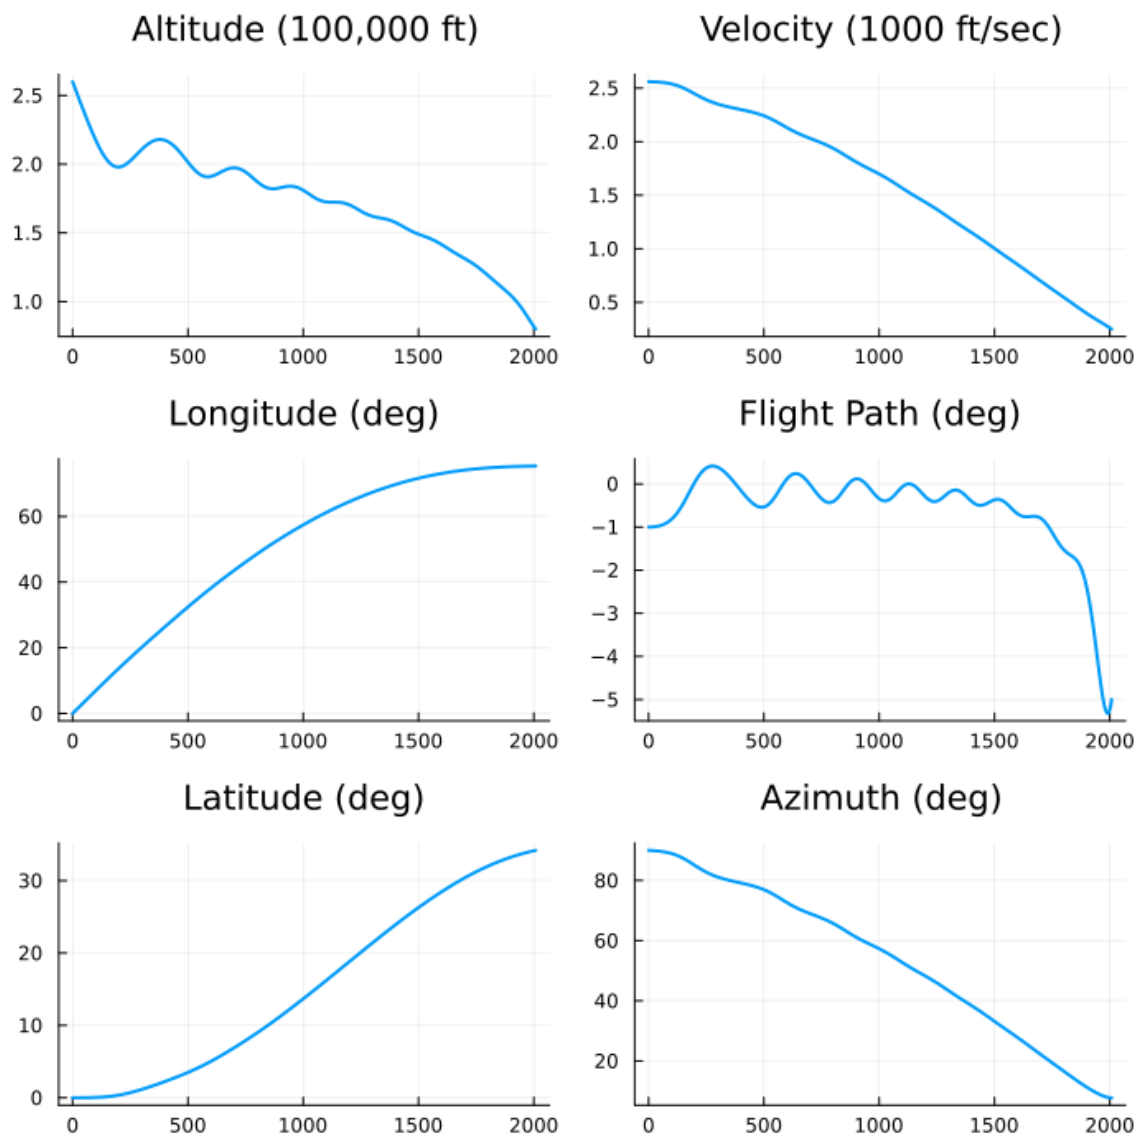 Altitude (100,000 ft)
Velocity (1000 ft/sec)
2.5
2.0
1.5
1.0
0 500 1000 1500 2000
2.5
2.0
1.5
1.0
0.5
0 500 1000 1500 2000
Longitude (deg)
Flight Path (deg)
60
40
20
0
0 500 1000 1500 2000
0
−1
−2
−3
−4
−5
0 500 1000 1500 2000
Latitude (deg)
Azimuth (deg)
30
20
10
0
0 500 1000 1500 2000
80
60
40
20
0 500 1000 1500 2000